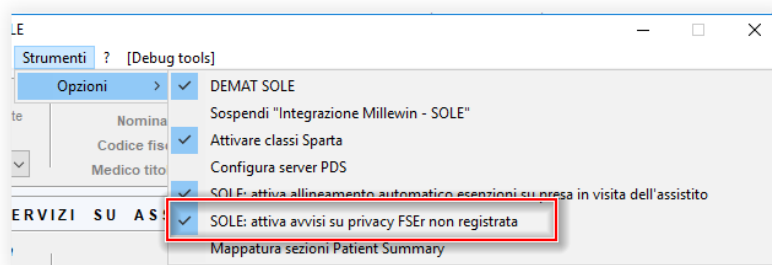 LE
Strumenti ? [Debug tools]
Opzioni > DEMAT SOLE
Sospendi "Integrazione Millewin - SOLE"
Attivare classi Sparta
Configura server PDS
SOLE: attiva allineamento automatico esenzioni su presa in visita dell'assistito
SOLE: attiva avvisi su privacy FSEr non registrata
Mappatura sezioni Patient Summary
te
Nomina
Codice fisc
Medico tito
ERVIZI SU ASS